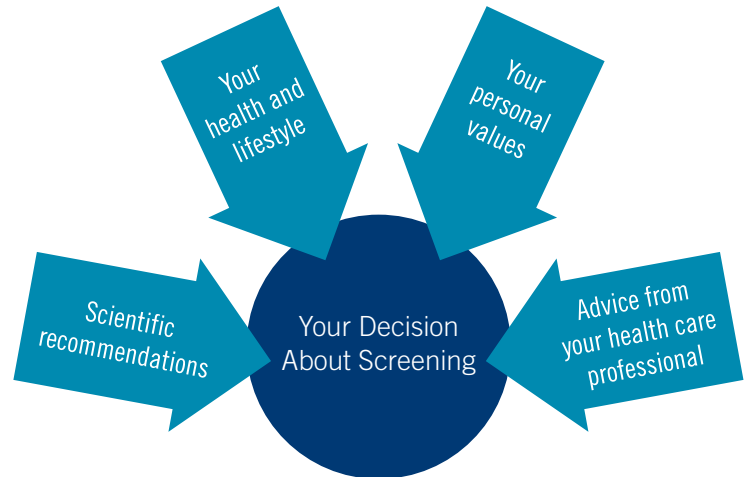 Your
health and
lifestyle
Your
personal
values
Scientific
recommendations
Your Decision
About Screening
Advice from
your health care
professional